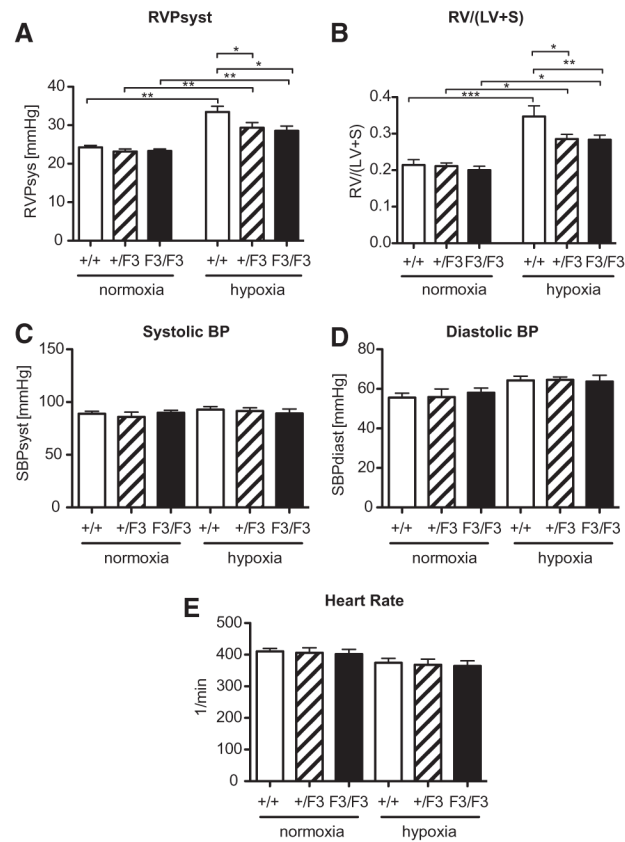 A
RVPsyst
RVPsys [mmHg]
40
30
20
10
0
*
*
**
**
**
+/+ +/F3 F3/F3 +/+ +/F3 F3/F3
normoxia hypoxia
B
RV/(LV+S)
RV/(LV+S)
0.4
0.3
0.2
0.0
*
**
*
*
***
+/+ +/F3 F3/F3 +/+ +/F3 F3/F3
normoxia hypoxia
C
Systolic BP
SBPsyst [mmHg]
150
100
50
0
+/+ +/F3 F3/F3 +/+ +/F3 F3/F3
normoxia hypoxia
D
Diastolic BP
SBPdiast [mmHg]
80
60
40
20
0
+/+ +/F3 F3/F3 +/+ +/F3 F3/F3
normoxia hypoxia
E
Heart Rate
1/min
500
400
300
200
100
0
+/+ +/F3 F3/F3 +/+ +/F3 F3/F3
normoxia hypoxia